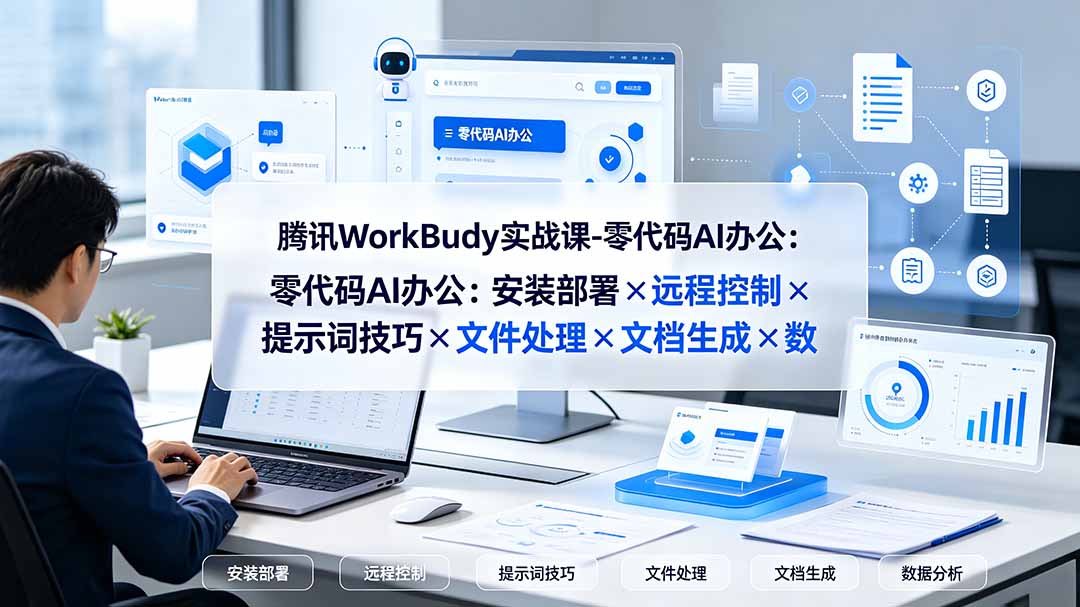 零代码AI办公
腾讯WorkBudy实战课-零代码AI办公：
零代码AI办公：安装部署×远程控制×
提示词技巧×文件处理×文档生成×数
安装部署
远程控制
提示词技巧
文件处理
文档生成
数据分析